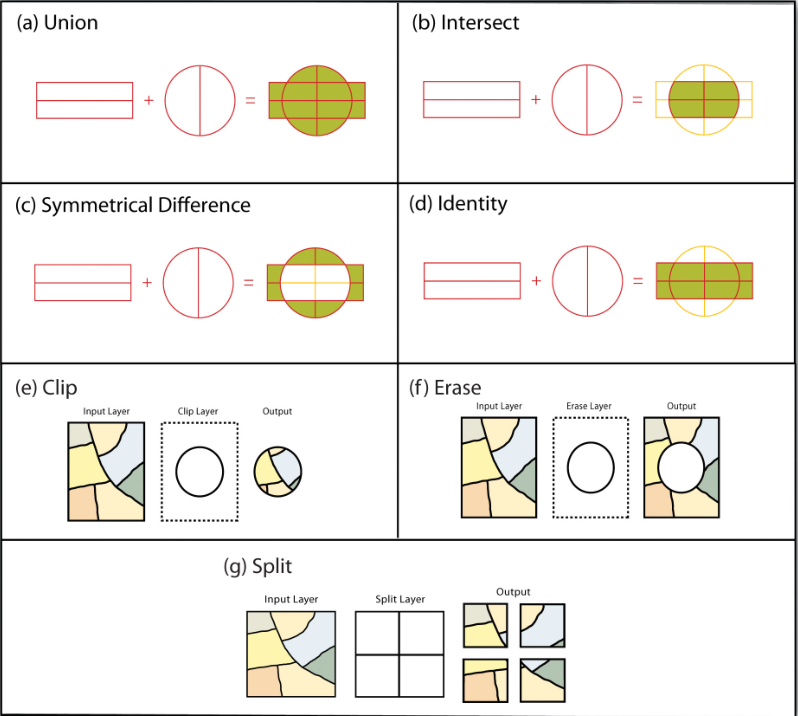 (a) Union
(b) Intersect
+ =
+ =
(c) Symmetrical Difference
(d) Identity
+ =
+ =
(e) Clip
Input Layer Clip Layer Output
(f) Erase
Input Layer Erase Layer Output
(g) Split
Input Layer Split Layer Output